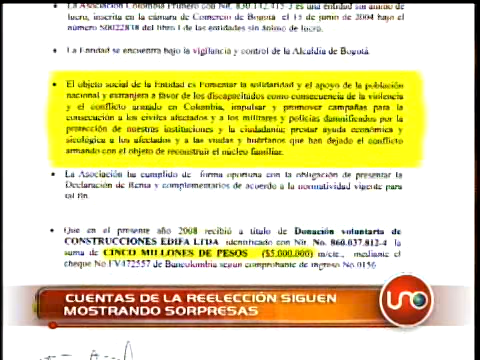 La Asociación Colombia Primero con Nit. 830.142.415-5 es una entidad sin ánimo de
lucro, inscrita en la cámara de Comercio de Bogotá el 15 de junio de 2004 bajo el
número S0022838 del libro I de las entidades sin ánimo de lucro.
La Entidad se encuentra bajo la vigilancia y control de la Alcaldía de Bogotá.
El objeto social de la Entidad es Fomentar la solidaridad y el apoyo de la población
nacional y extranjera a favor de los discapacitados como consecuencia de la violencia
y el conflicto armado en Colombia, impulsar y promover campañas para la
consecución a los civiles afectados y a los militares y policías damnificados por la
protección de nuestras instituciones y la ciudadanía; prestar ayuda económica y
sicológica a los afectados y a las viudas y huérfanos que han dejado el conflicto
armando con el objeto de reconstruir el núcleo familiar.
La Asociación ha cumplido de forma oportuna con la obligación de presentar la
Declaración de Renta y complementarios de acuerdo a la normatividad vigente para
tal fin.
Que en el presente año 2008 recibió a título de Donación voluntaria de
CONSTRUCCIONES EDIFA LTDA identificado con Nit. No. 860.037.812-4 la
suma de CINCO MILLONES DE PESOS ($5.000.000) m/cte., mediante el
cheque No FV472557 de Bancolombia según comprobante de ingreso No.0156
CUENTAS DE LA REELECCIÓN SIGUEN
MOSTRANDO SORPRESAS
UNO